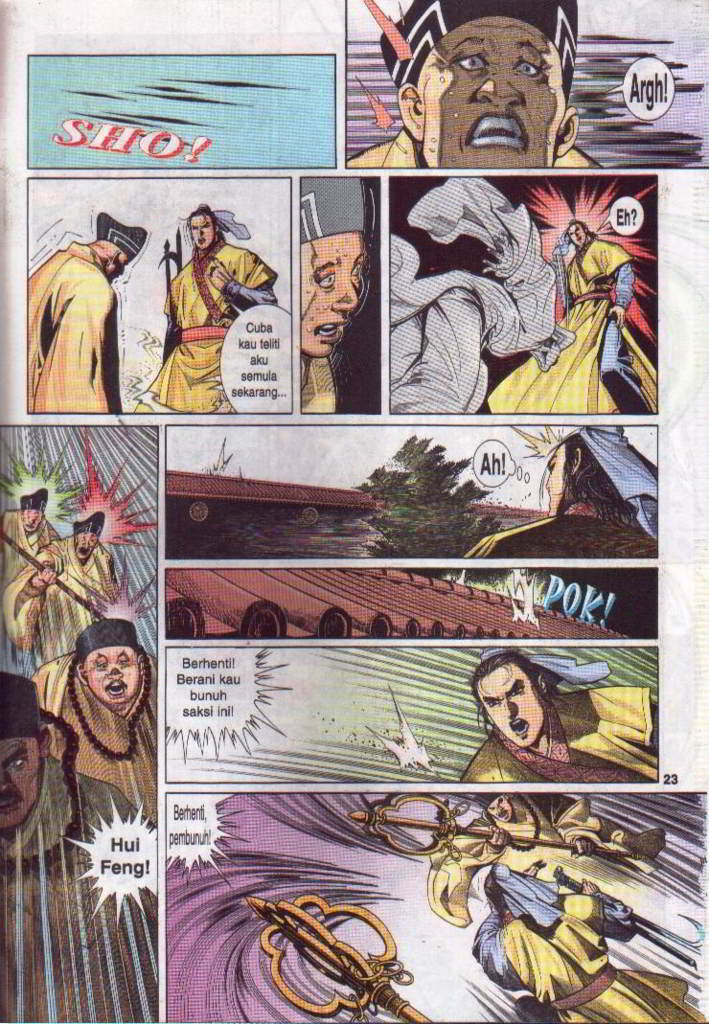 SHO!
Argh!
Cuba
kau teliti
aku
semula
sekarang...
Eh?
Hui
Feng!
Ah!
POK!
Berhenti!
Berani kau
bunuh
saksi ini!
23
Berhenti,
pembunuh!